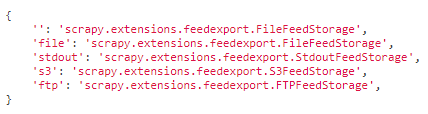 {
    '': 'scrapy.extensions.feedexport.FileFeedStorage',
    'file': 'scrapy.extensions.feedexport.FileFeedStorage',
    'stdout': 'scrapy.extensions.feedexport.StdoutFeedStorage',
    's3': 'scrapy.extensions.feedexport.S3FeedStorage',
    'ftp': 'scrapy.extensions.feedexport.FTPFeedStorage',
}